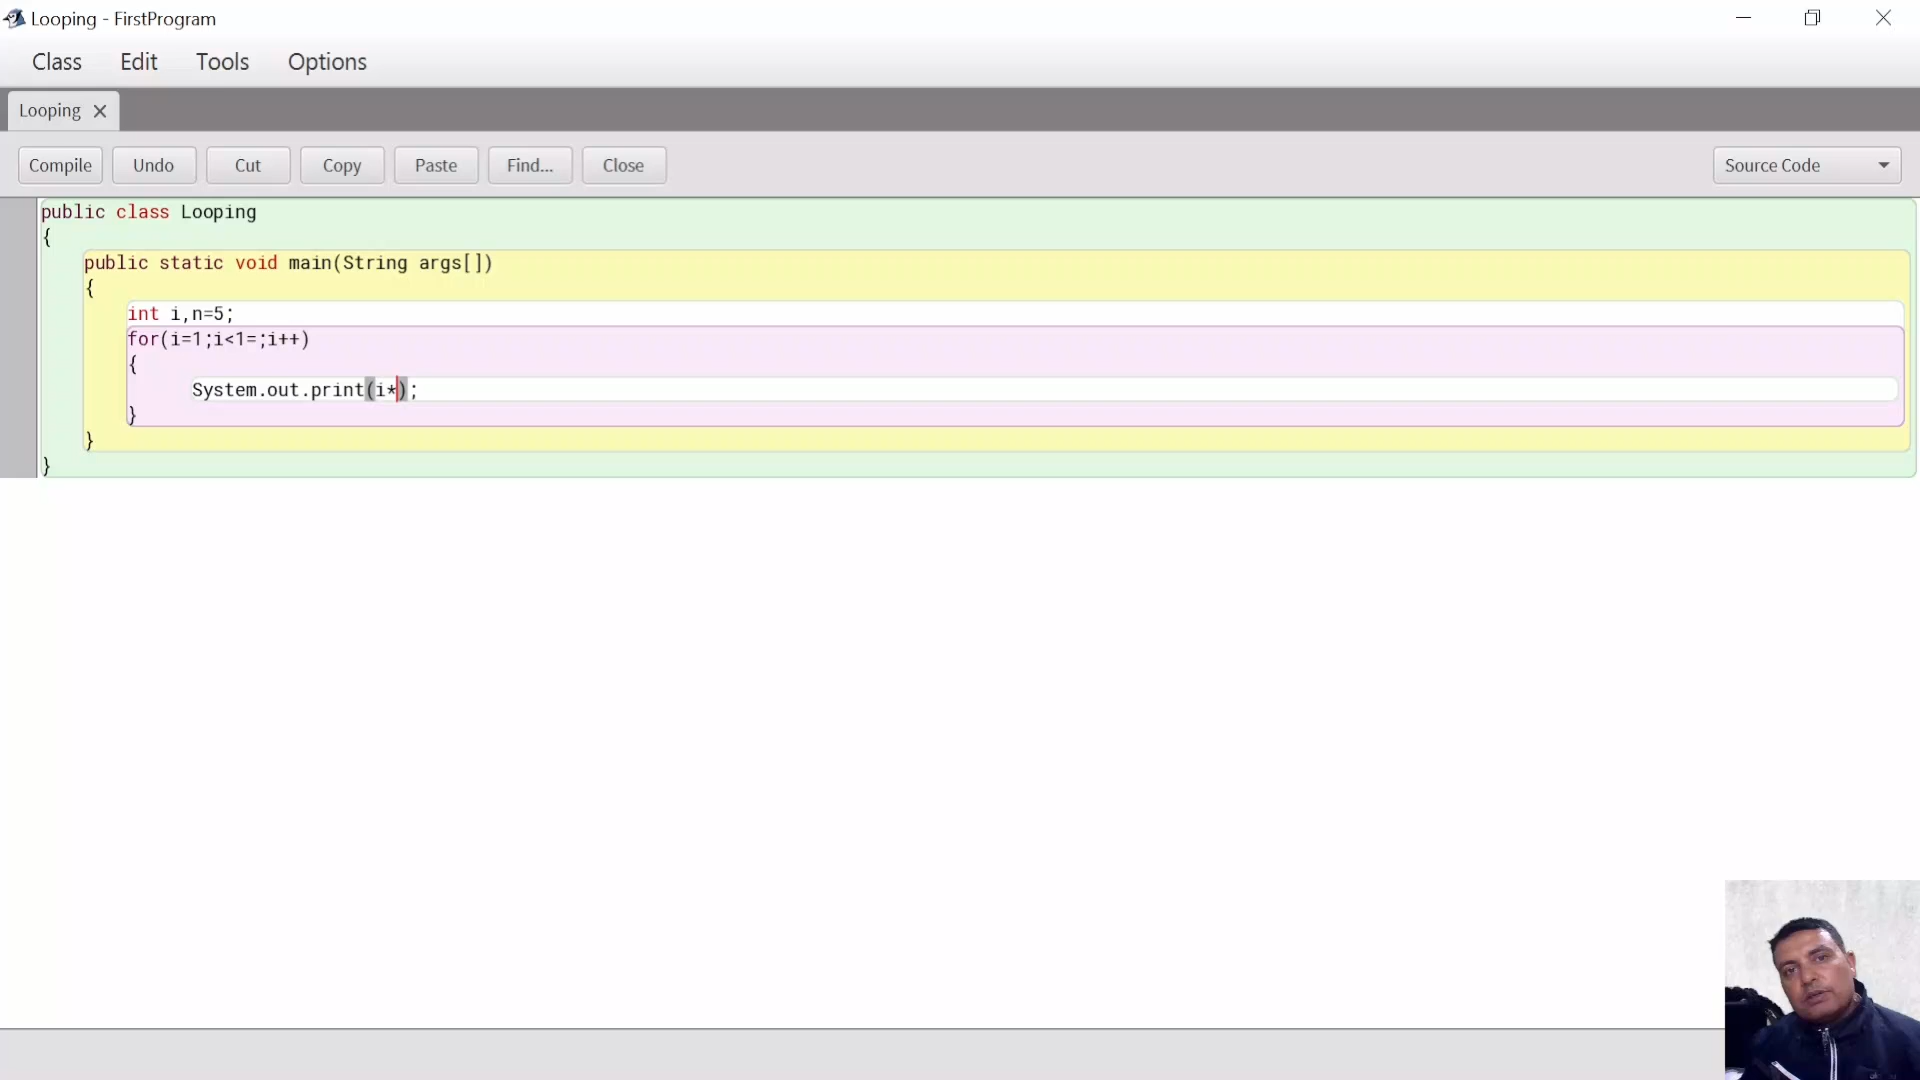 Looping - FirstProgram
Class Edit Tools Options
Looping
Compile Undo Cut Copy Paste Find... Close Source Code
public class Looping
{
public static void main(String args[])
{
int i,n=5;
for(i=1;i<1=;i++)
{
System.out.print(i*);
}
}
}